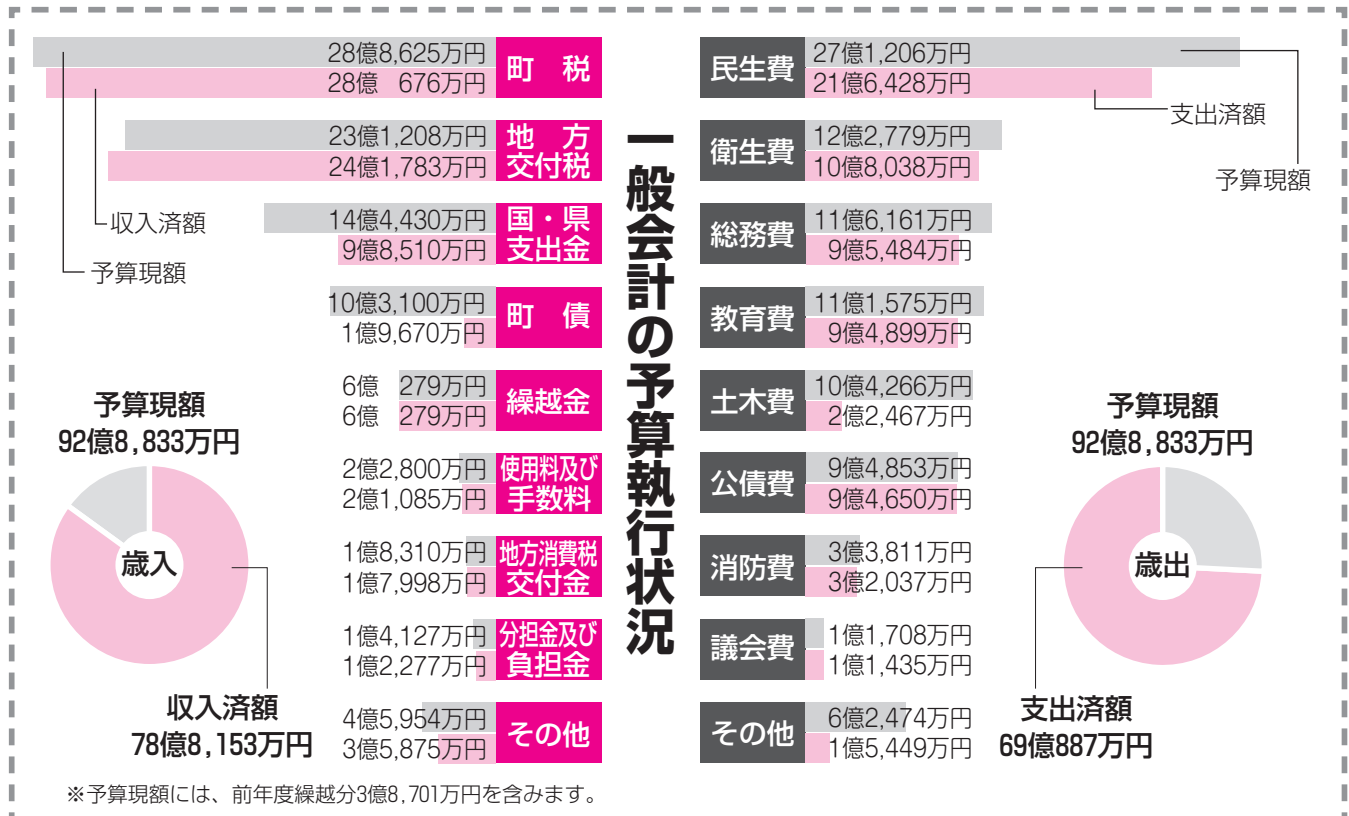 一般会計の予算執行状況
28億8,625万円
28億 676万円
町 税
23億1,208万円
24億1,783万円
地 方
交付税
収入済額
予算現額
14億4,430万円
9億8,510万円
国・県
支出金
10億3,100万円
1億9,670万円
町 債
6億 279万円
6億 279万円
繰越金
2億2,800万円
2億1,085万円
使用料及び
手数料
1億8,310万円
1億7,998万円
地方消費税
交付金
1億4,127万円
1億2,277万円
分担金及び
負担金
4億5,954万円
3億5,875万円
その他
予算現額
92億8,833万円
歳入
収入済額
78億8,153万円
民生費
27億1,206万円
21億6,428万円
支出済額
予算現額
衛生費
12億2,779万円
10億8,038万円
総務費
11億6,161万円
9億5,484万円
教育費
11億1,575万円
9億4,899万円
土木費
10億4,266万円
2億2,467万円
公債費
9億4,853万円
9億4,650万円
消防費
3億3,811万円
3億2,037万円
議会費
1億1,708万円
1億1,435万円
その他
6億2,474万円
1億5,449万円
予算現額
92億8,833万円
歳出
支出済額
69億887万円
※予算現額には、前年度繰越分3億8,701万円を含みます。